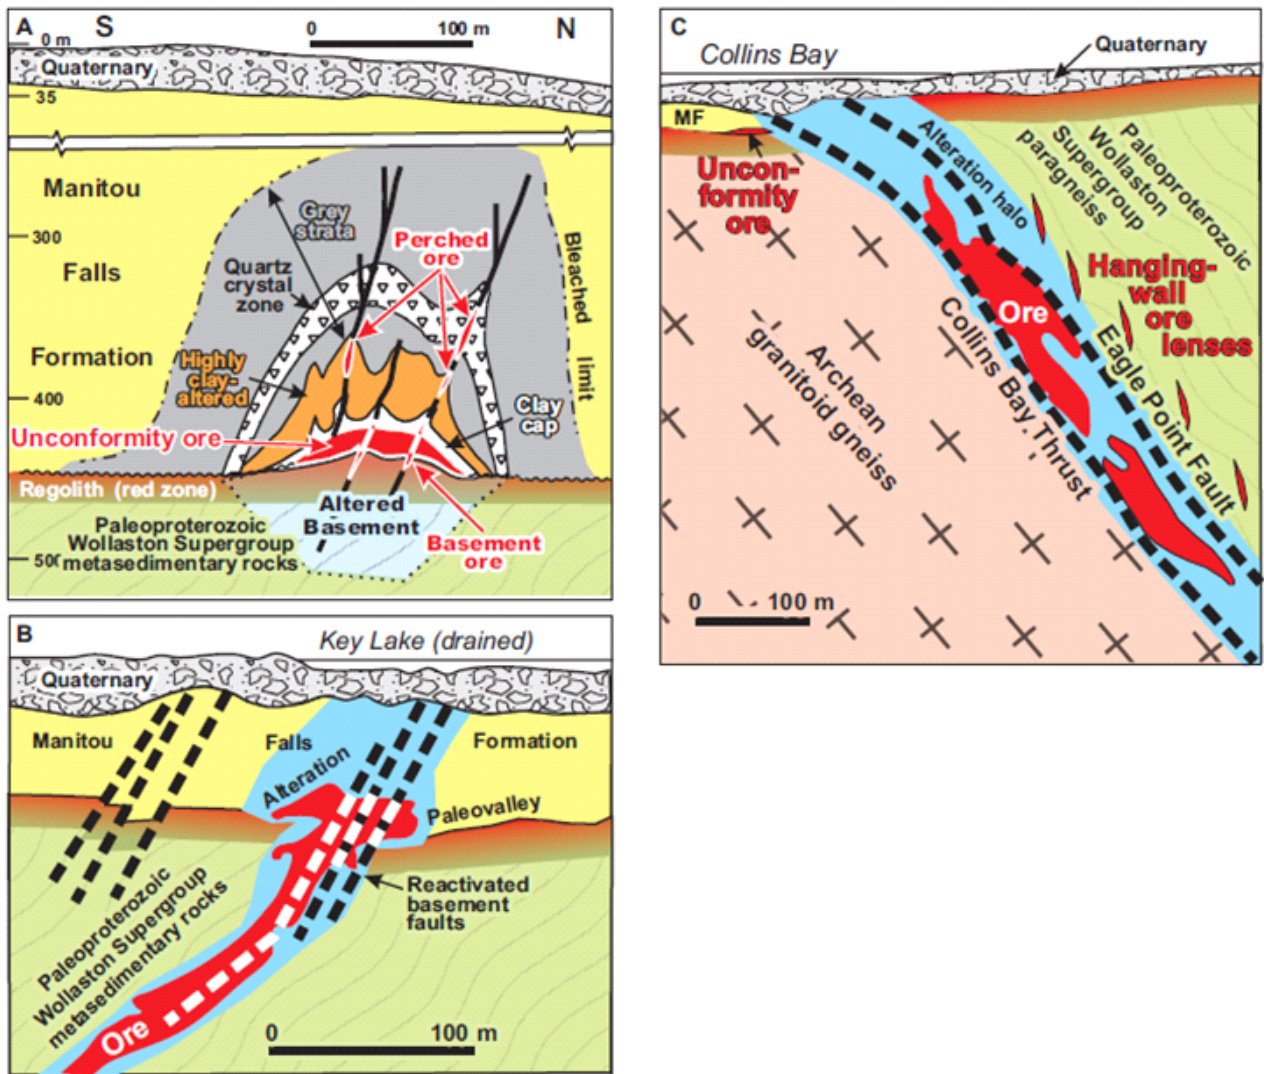 A
S
0
100 m
N
0 m
Quaternary
35
Manitou
Grey
strata
300
Perched
ore
Falls
Quartz
crystal
zone
Bleached
limit
Formation
Highly
clay-
altered
400
Clay
cap
Unconformity ore
Regolith (red zone)
Altered
Basement
Paleoproterozoic
Wollaston Supergroup
metasedimentary rocks
Basement
ore
500
B
Key Lake (drained)
Quaternary
Manitou
Falls
Formation
Alteration
Paleovalley
Reactivated
basement
faults
Paleoproterozoic
Wollaston Supergroup
metasedimentary rocks
Ore
0
100 m
C
Collins Bay
Quaternary
MF
Alteration halo
Paleoproterozoic
Wollaston
Supergroup
paragneiss
Uncon-
formity
ore
Hanging-
wall
ore
lenses
Ore
Collins Bay Thrust
Eagle Point Fault
Archean
granitoid gneiss
0
100 m